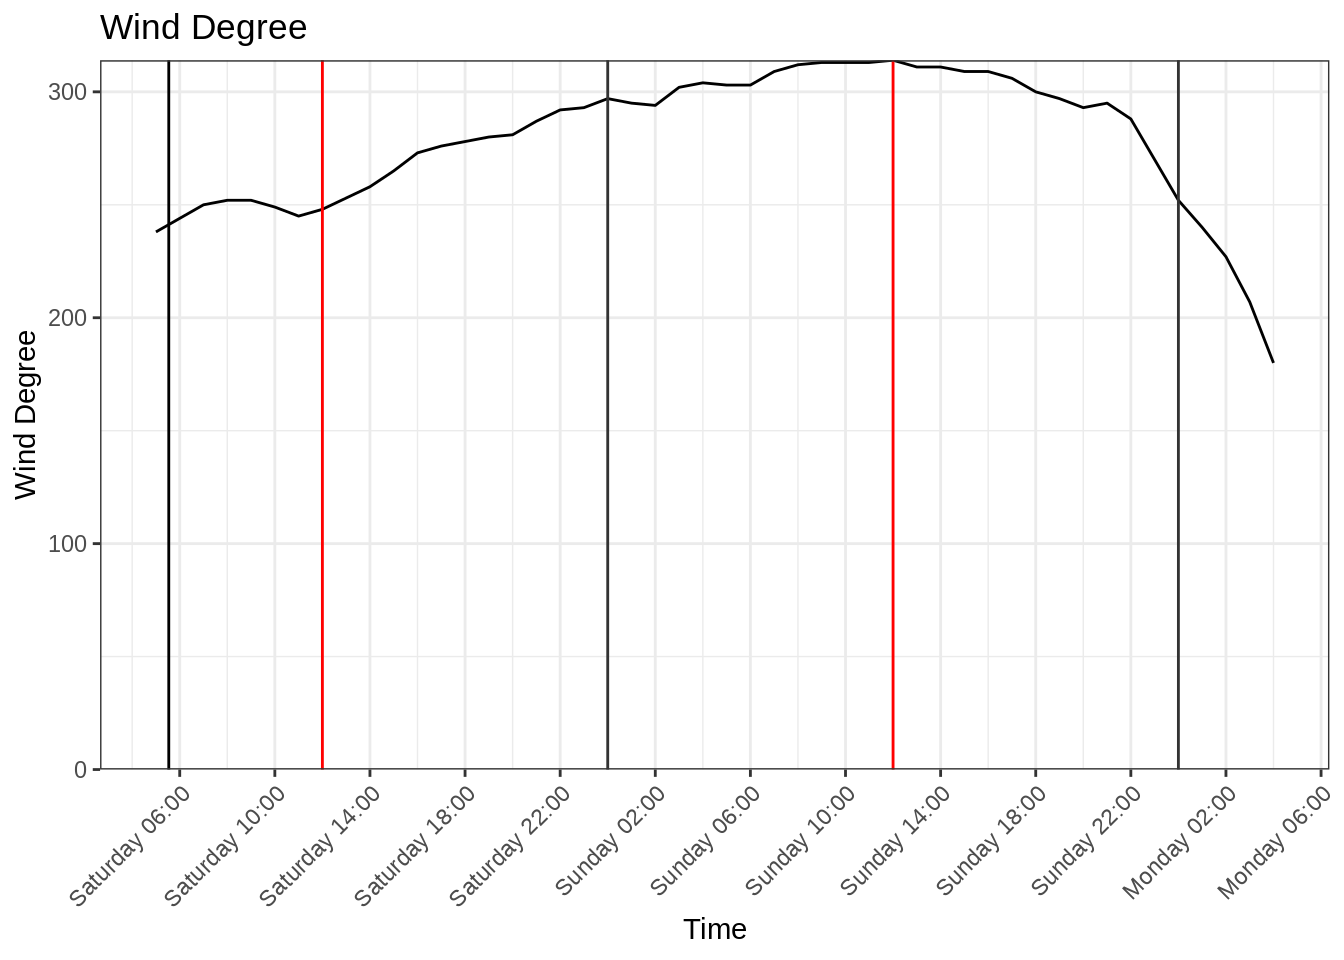 Wind Degree
Wind Degree
300
200
100
0
Saturday 06:00
Saturday 10:00
Saturday 14:00
Saturday 18:00
Saturday 22:00
Sunday 02:00
Sunday 06:00
Sunday 10:00
Sunday 14:00
Sunday 18:00
Sunday 22:00
Monday 02:00
Monday 06:00
Time